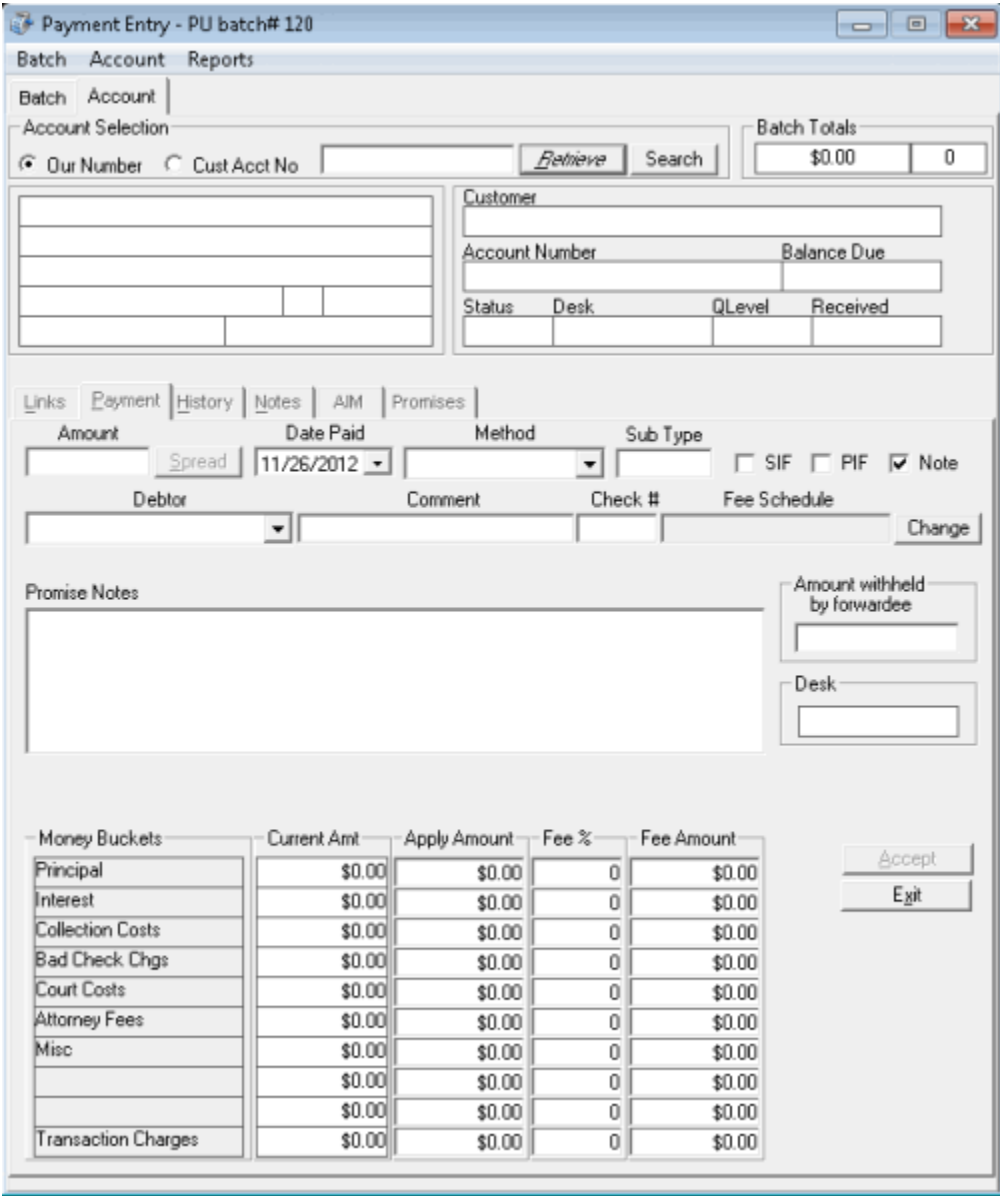 Payment Entry - PU batch# 120
Batch Account Reports
Batch Account
Account Selection Batch Totals
Our Number Cust Acct No Retrieve Search $0.00 0
Customer
Account Number Balance Due
Status Desk QLevel Received
Links Payment History Notes AIM Promises
Amount Date Paid Method Sub Type
Spread 11/26/2012 SIF PIF Note
Debtor Comment Check # Fee Schedule
Change
Promise Notes Amount withheld
by forwardee
Desk
Money Buckets Current Amt Apply Amount Fee % Fee Amount
Principal $0.00 $0.00 0 $0.00 Accept
Interest $0.00 $0.00 0 $0.00 Exit
Collection Costs $0.00 $0.00 0 $0.00
Bad Check Chgs $0.00 $0.00 0 $0.00
Court Costs $0.00 $0.00 0 $0.00
Attorney Fees $0.00 $0.00 0 $0.00
Misc $0.00 $0.00 0 $0.00
$0.00 $0.00 0 $0.00
$0.00 $0.00 0 $0.00
Transaction Charges $0.00 $0.00 0 $0.00